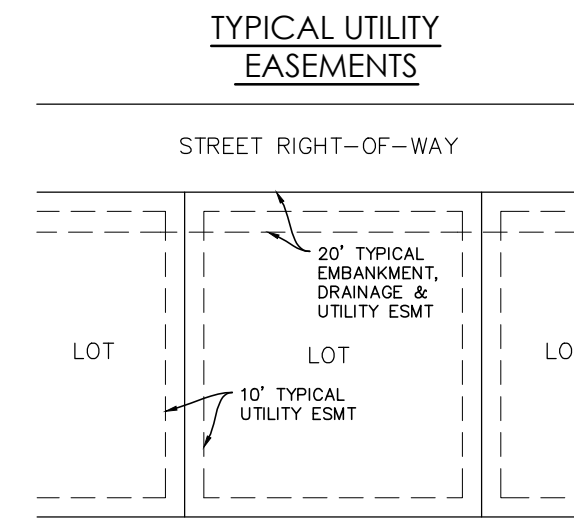 TYPICAL UTILITY
EASEMENTS
STREET RIGHT-OF-WAY
20' TYPICAL
EMBANKMENT,
DRAINAGE &
UTILITY ESMT
LOT
LOT
LO
10' TYPICAL
UTILITY ESMT